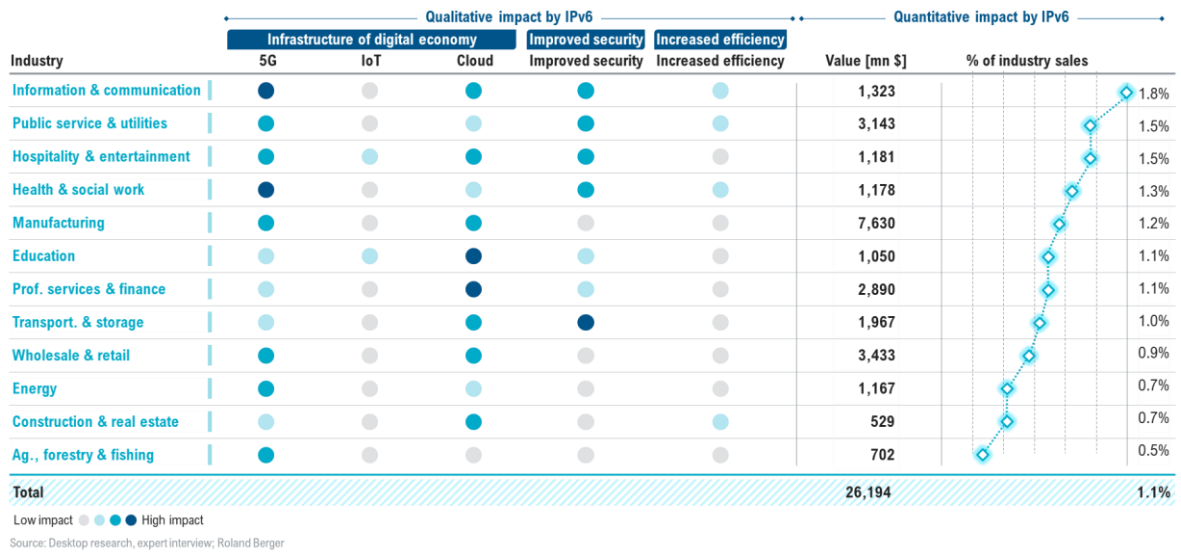 Qualitative impact by IPv6 Quantitative impact by IPv6
Infrastructure of digital economy Improved security Increased efficiency
Industry 5G IoT Cloud Improved security Increased efficiency Value [mn $] % of industry sales
Information & communication 1,323 1.8%
Public service & utilities 3,143 1.5%
Hospitality & entertainment 1,181 1.5%
Health & social work 1,178 1.3%
Manufacturing 7,630 1.2%
Education 1,050 1.1%
Prof. services & finance 2,890 1.1%
Transport. & storage 1,967 1.0%
Wholesale & retail 3,433 0.9%
Energy 1,167 0.7%
Construction & real estate 529 0.7%
Ag., forestry & fishing 702 0.5%
Total 26,194 1.1%
Low impact High impact
Source: Desktop research, expert interview; Roland Berger